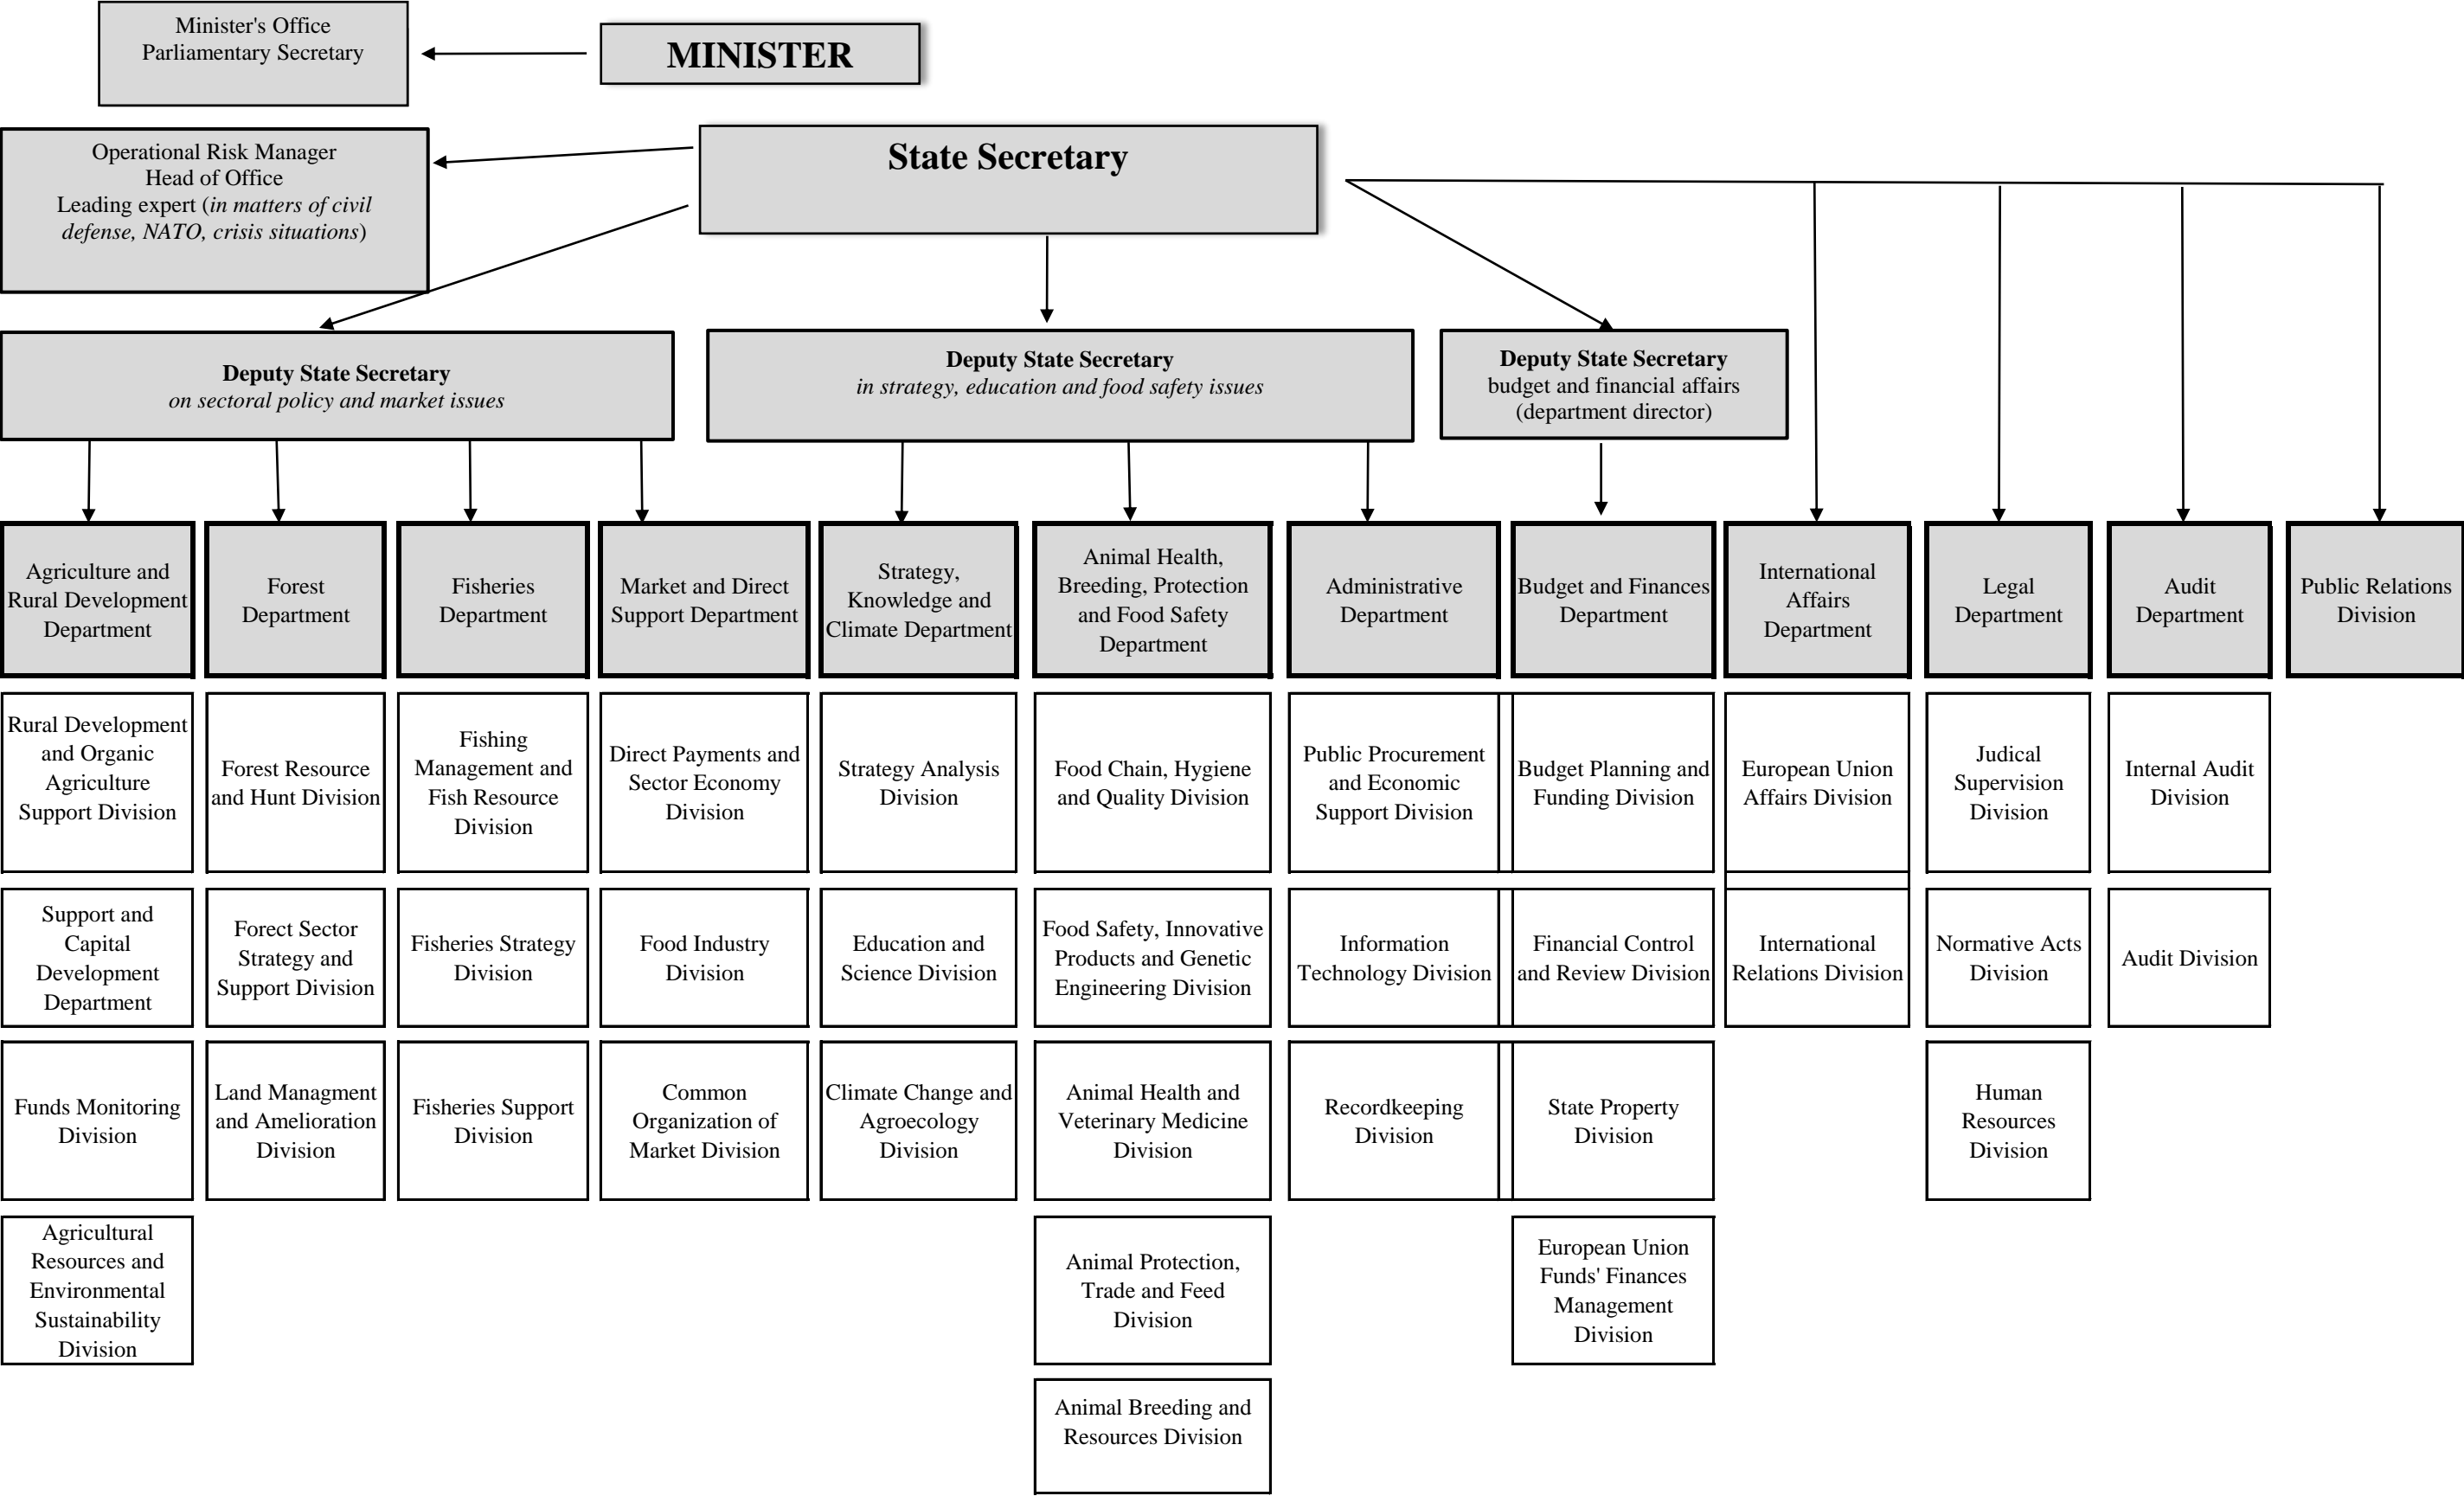 Minister's Office
Parliamentary Secretary
MINISTER
Operational Risk Manager
Head of Office
Leading expert (in matters of civil
defense, NATO, crisis situations)
State Secretary
Deputy State Secretary
on sectoral policy and market issues
Deputy State Secretary
in strategy, education and food safety issues
Deputy State Secretary
budget and financial affairs
(department director)
Agriculture and
Rural Development
Department
Forest
Department
Fisheries
Department
Market and Direct
Support Department
Strategy,
Knowledge and
Climate Department
Animal Health,
Breeding, Protection
and Food Safety
Department
Administrative
Department
Budget and Finances
Department
International
Affairs
Department
Legal
Department
Audit
Department
Public Relations
Division
Rural Development
and Organic
Agriculture
Support Division
Forest Resource
and Hunt Division
Fishing
Management and
Fish Resource
Division
Direct Payments and
Sector Economy
Division
Strategy Analysis
Division
Food Chain, Hygiene
and Quality Division
Public Procurement
and Economic
Support Division
Budget Planning and
Funding Division
European Union
Affairs Division
Judical
Supervision
Division
Internal Audit
Division
Support and
Capital
Development
Department
Forect Sector
Strategy and
Support Division
Fisheries Strategy
Division
Food Industry
Division
Education and
Science Division
Food Safety, Innovative
Products and Genetic
Engineering Division
Information
Technology Division
Financial Control
and Review Division
International
Relations Division
Normative Acts
Division
Audit Division
Funds Monitoring
Division
Land Managment
and Amelioration
Division
Fisheries Support
Division
Common
Organization of
Market Division
Climate Change and
Agroecology
Division
Animal Health and
Veterinary Medicine
Division
Recordkeeping
Division
State Property
Division
Human
Resources
Division
Agricultural
Resources and
Environmental
Sustainability
Division
Animal Protection,
Trade and Feed
Division
European Union
Funds' Finances
Management
Division
Animal Breeding and
Resources Division